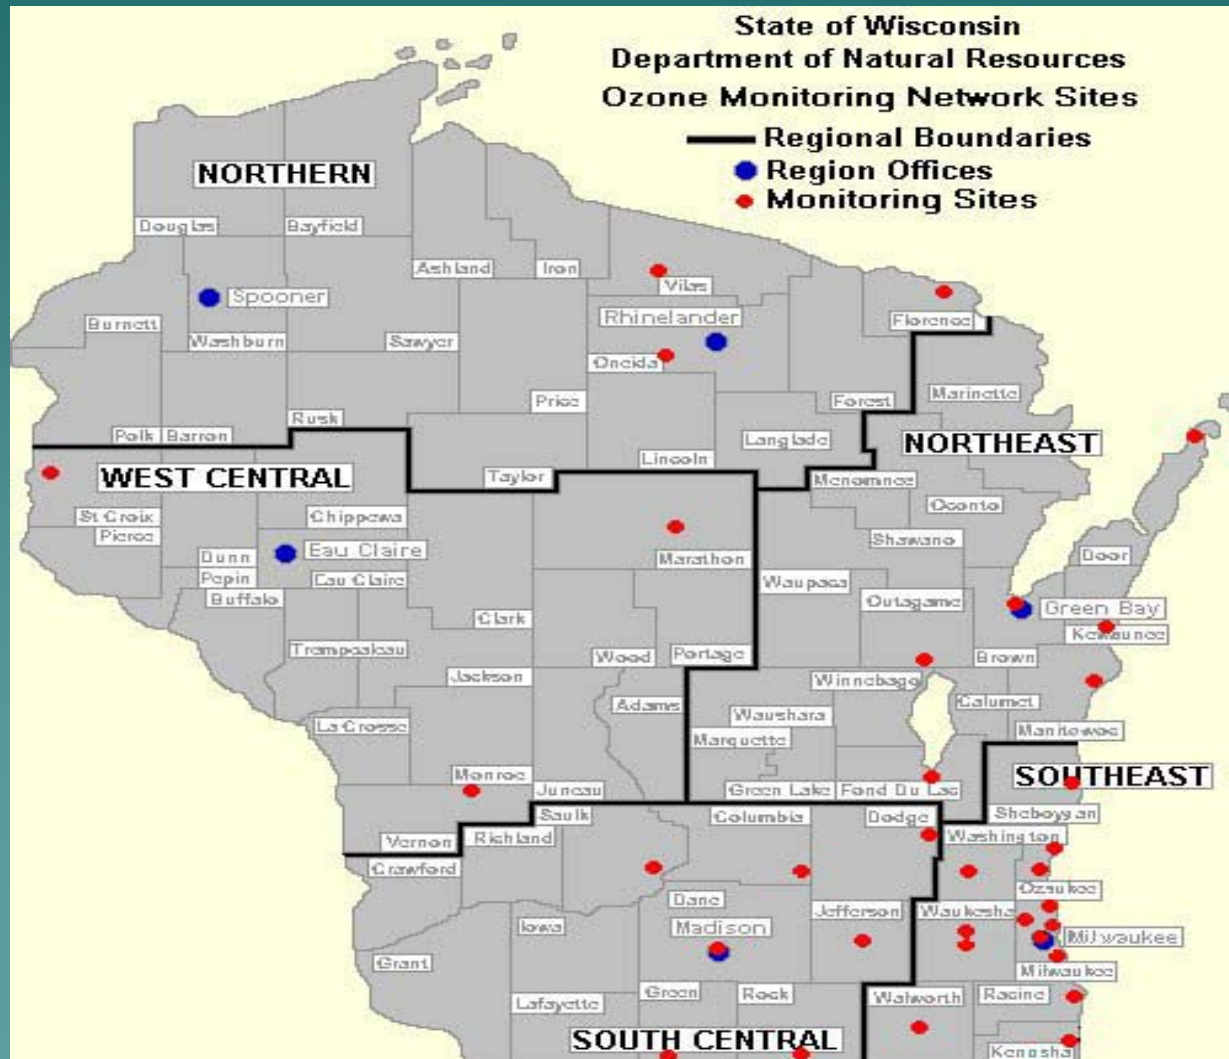 State of Wisconsin
Department of Natural Resources
Ozone Monitoring Network Sites
Regional Boundaries
Region Offices
Monitoring Sites
NORTHERN
Douglas
Bayfield
Ashland
Iron
Vilas
Spooner
Burnett
Washburn
Sawyer
Rhinelander
Florence
Oneida
Price
Forest
Marinette
Rusk
Polk
Barron
Langlade
NORTHEAST
Lincoln
WEST CENTRAL
Taylor
Menominee
Oconto
St Croix
Pierce
Chippewa
Shawano
Dunn
Eau Claire
Marathon
Door
Pepin
Eau Claire
Waupaca
Buffalo
Outagame
Green Bay
Clark
Kewaunee
Trempealeau
Wood
Portage
Brown
Jackson
Winnebago
Adams
Calumet
La Crosse
Waushara
Marquette
Manitowoc
Monroe
Juneau
Green Lake
Fond Du Lac
SOUTHEAST
Saulk
Columbia
Dodge
Sheboygan
Vernon
Richland
Washington
Crawford
Ozaukee
Dane
Jefferson
Waukesha
Iowa
Madison
Milwaukee
Grant
Milwaukee
Lafayette
Green
Rock
Walworth
Racine
SOUTH CENTRAL
Kenosha